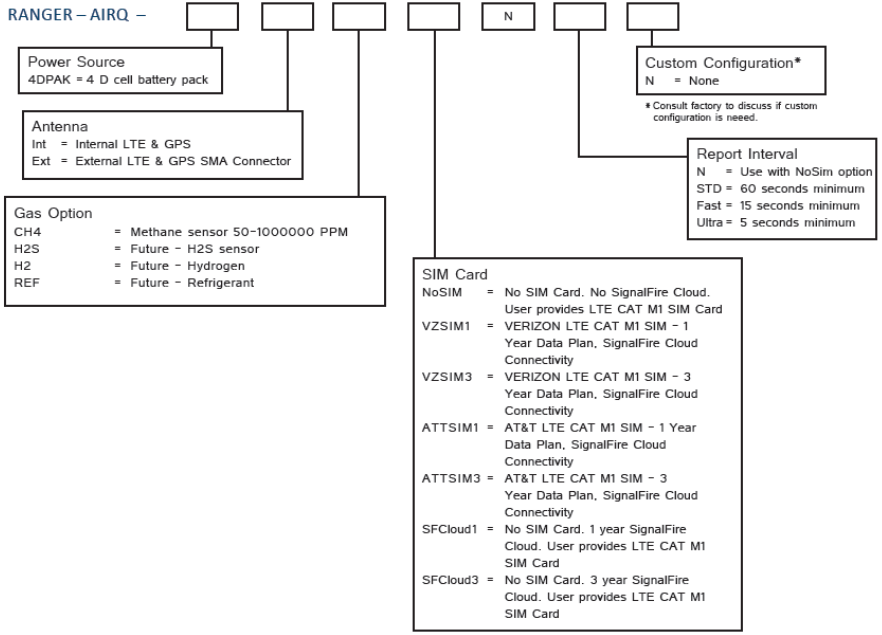 RANGER – AIRQ –
N
Power Source
4DPAK = 4 D cell battery pack
Antenna
Int = Internal LTE & GPS
Ext = External LTE & GPS SMA Connector
Gas Option
CH4 = Methane sensor 50-1000000 PPM
H2S = Future - H2S sensor
H2 = Future - Hydrogen
REF = Future - Refrigerant
SIM Card
NoSIM = No SIM Card. No SignalFire Cloud.
User provides LTE CAT M1 SIM Card
VZSIM1 = VERIZON LTE CAT M1 SIM - 1
Year Data Plan, SignalFire Cloud
Connectivity
VZSIM3 = VERIZON LTE CAT M1 SIM - 3
Year Data Plan, SignalFire Cloud
Connectivity
ATTSIM1 = AT&T LTE CAT M1 SIM - 1 Year
Data Plan, SignalFire Cloud
Connectivity
ATTSIM3 = AT&T LTE CAT M1 SIM - 3
Year Data Plan, SignalFire Cloud
Connectivity
SFCloud1 = No SIM Card. 1 year SignalFire
Cloud. User provides LTE CAT M1
SIM Card
SFCloud3 = No SIM Card. 3 year SignalFire
Cloud. User provides LTE CAT M1
SIM Card
Report Interval
N = Use with NoSim option
STD = 60 seconds minimum
Fast = 15 seconds minimum
Ultra = 5 seconds minimum
Custom Configuration*
N = None
* Consult factory to discuss if custom
configuration is neeed.